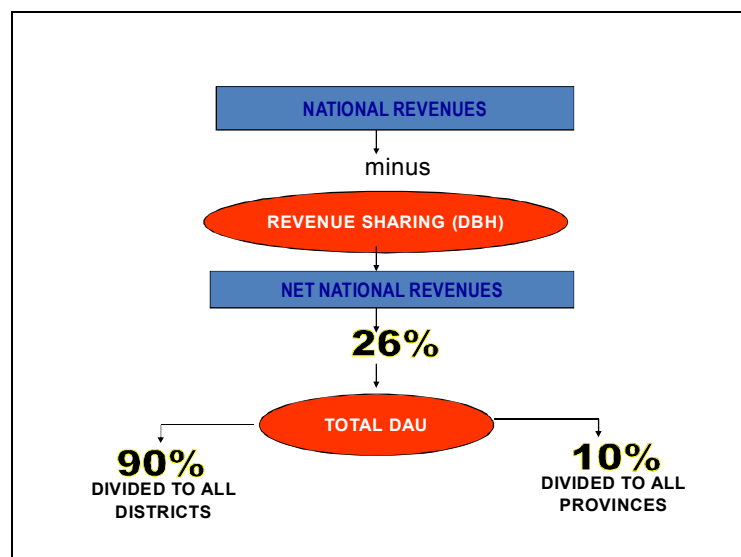 NATIONAL REVENUES
minus
REVENUE SHARING (DBH)
NET NATIONAL REVENUES
26%
TOTAL DAU
90%
DIVIDED TO ALL
DISTRICTS
10%
DIVIDED TO ALL
PROVINCES